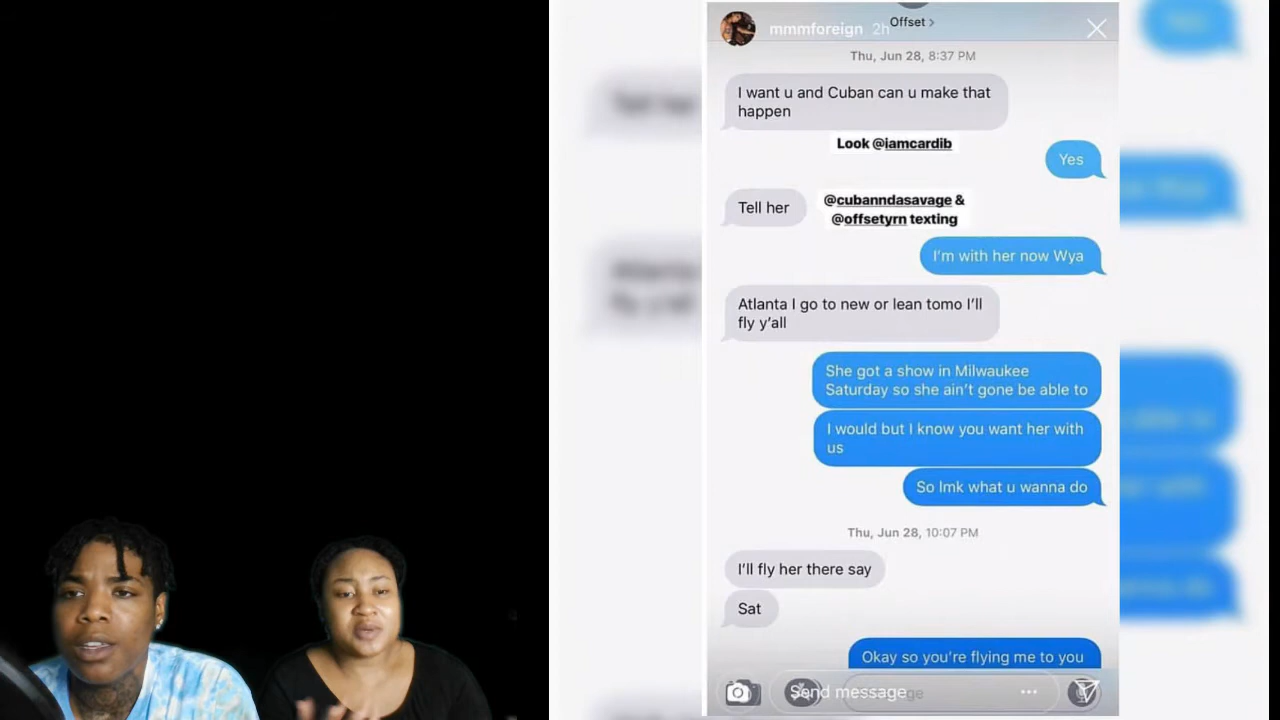 mmmforeign 2h
Offset >
Thu, Jun 28, 8:37 PM
I want u and Cuban can u make that
happen
Look @iamcardib
Yes
Tell her
@cubanndasavage &
@offsetyrn texting
I'm with her now Wya
Atlanta I go to new or lean tomo I'll
fly y'all
She got a show in Milwaukee
Saturday so she ain't gone be able to
I would but I know you want her with
us
So lmk what u wanna do
Thu, Jun 28, 10:07 PM
I'll fly her there say
Sat
Okay so you're flying me to you
Send message